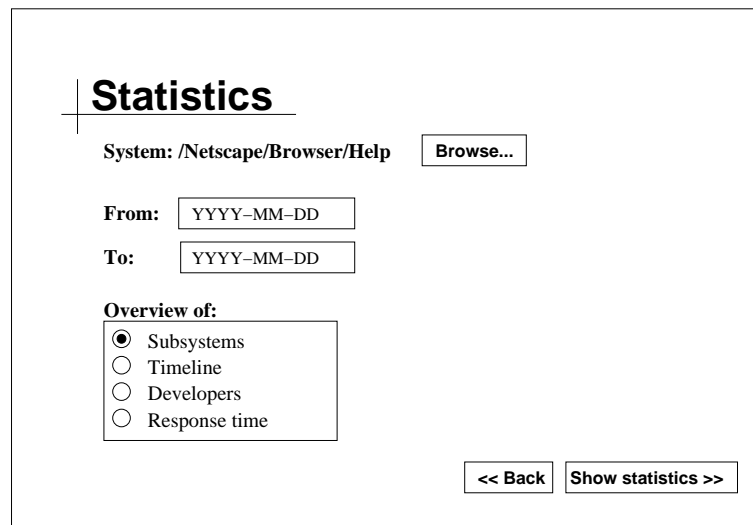 Statistics
System: /Netscape/Browser/Help Browse...
From: YYYY−MM−DD
To: YYYY−MM−DD
Overview of:
Subsystems
Timeline
Developers
Response time
<< Back Show statistics >>